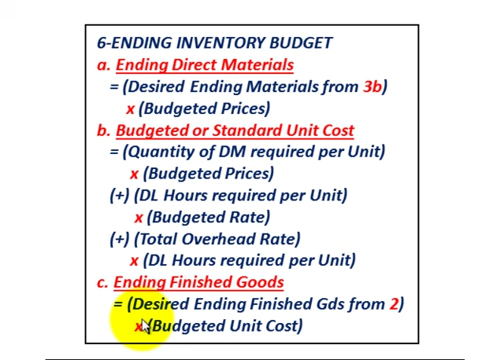 6-ENDING INVENTORY BUDGET
a. Ending Direct Materials
= (Desired Ending Materials from 3b)
x (Budgeted Prices)
b. Budgeted or Standard Unit Cost
= (Quantity of DM required per Unit)
x (Budgeted Prices)
(+) (DL Hours required per Unit)
x (Budgeted Rate)
(+) (Total Overhead Rate)
x (DL Hours required per Unit)
c. Ending Finished Goods
= (Desired Ending Finished Gds from 2)
x (Budgeted Unit Cost)